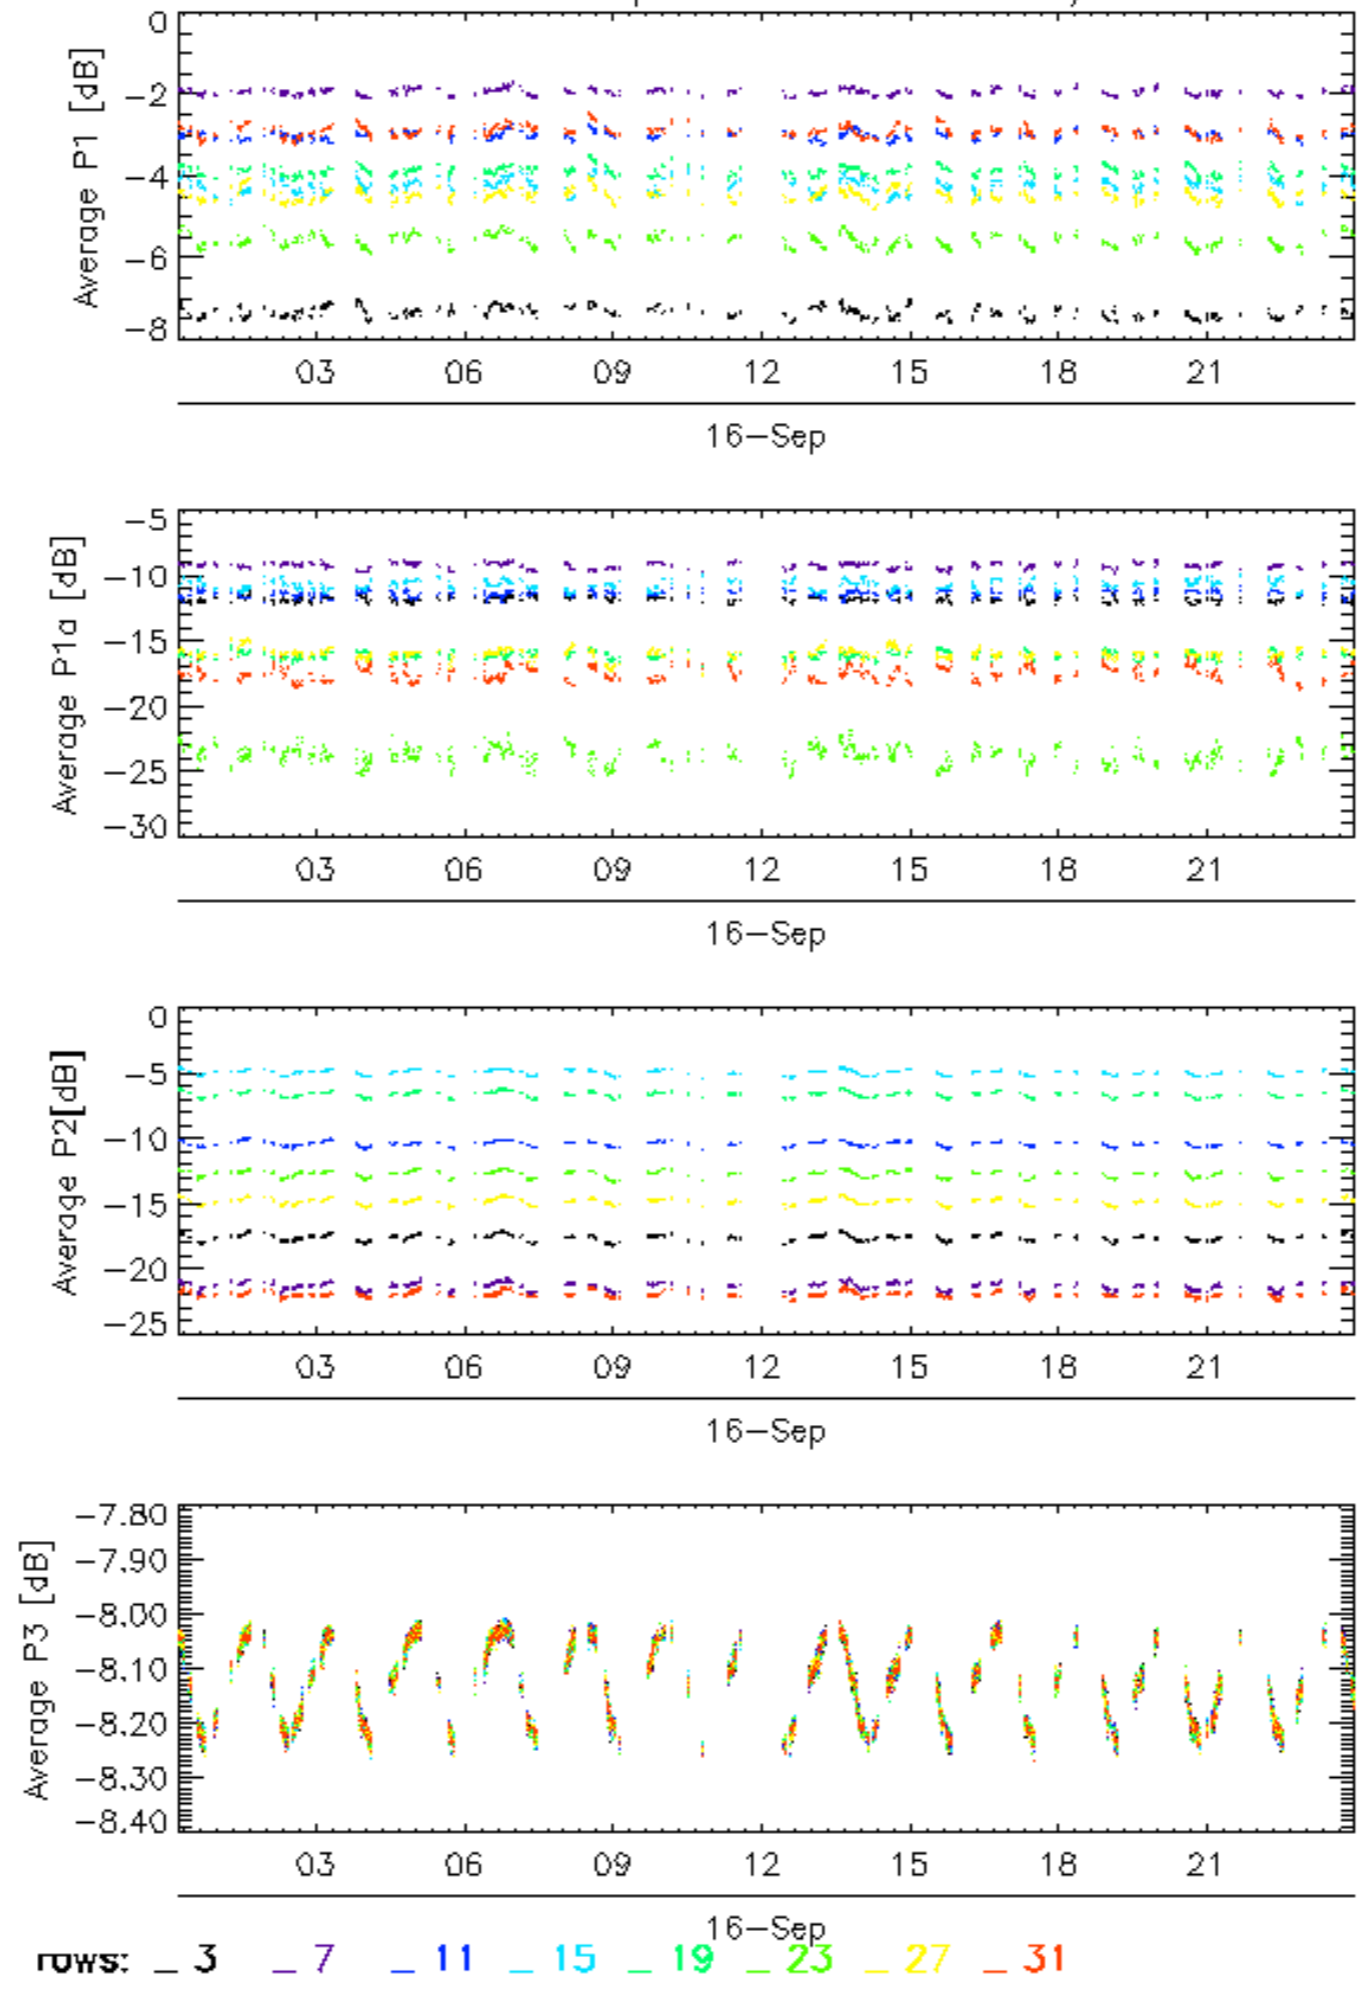 0
-2
-4
-6
-8
Average P1 [dB]
03 06 09 12 15 18 21
16-Sep
-5
-10
-15
-20
-25
-30
Average P1a [dB]
03 06 09 12 15 18 21
16-Sep
0
-5
-10
-15
-20
-25
Average P2[dB]
03 06 09 12 15 18 21
16-Sep
-7.80
-7.90
-8.00
-8.10
-8.20
-8.30
-8.40
Average P3 [dB]
03 06 09 12 15 18 21
16-Sep
rows: _ 3 _ 7 _ 11 _ 15 _ 19 _ 23 _ 27 _ 31